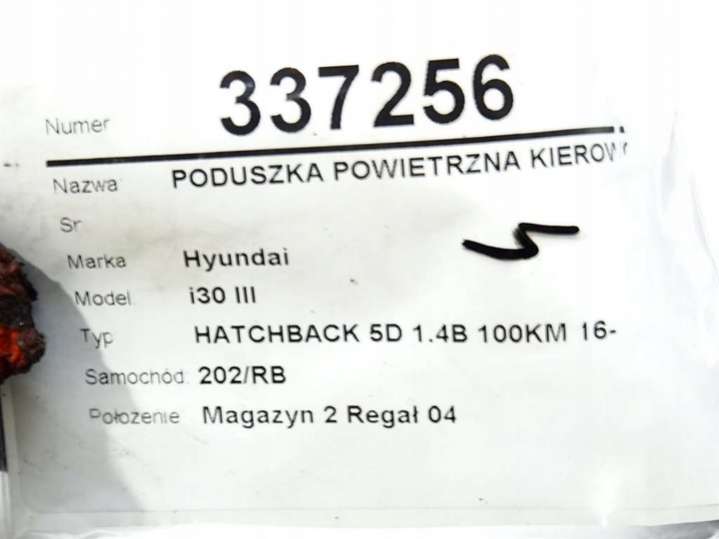 Numer 337256
Nazwa PODUSZKA POWIETRZNA
Sr
Marka Hyundai
Model i30 III
Typ HATCHBACK 5D 1.4B 100KM 16-
Samochód 202/RB
Położenie Magazyn 2 Regał 04